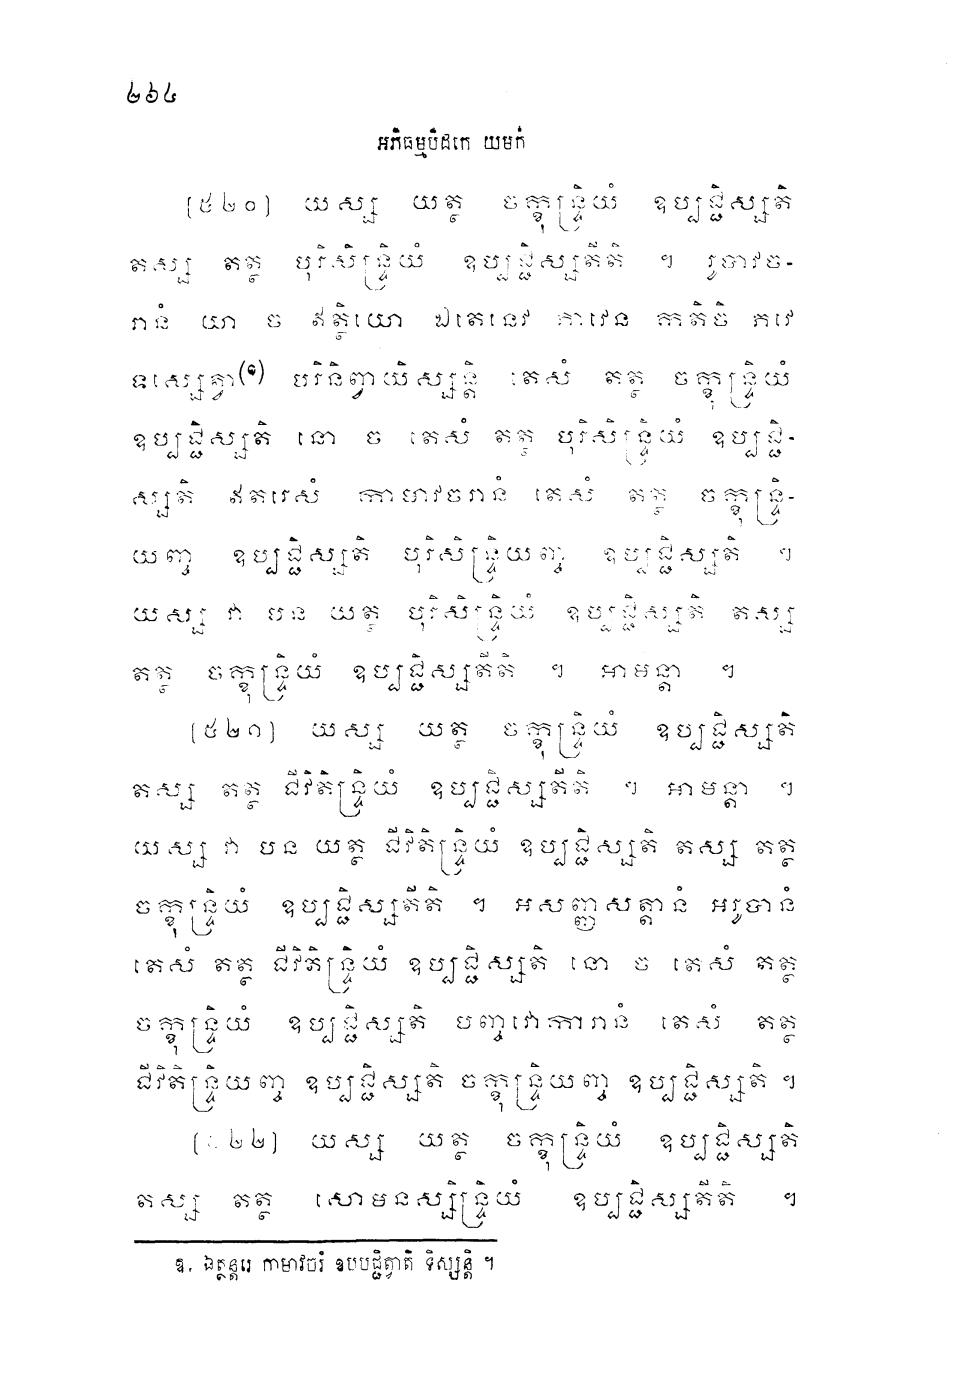 ២៦៤
អភិធម្មបិដកេ យមកំ
[៥២០] យស្ស យត្ថ ចក្ខុន្ទ្រិយំ ឧប្បជ្ជិស្សតិ
តស្ស តត្ថ បុរិសិន្ទ្រិយំ ឧប្បជ្ជិស្សតីតិ ។ រូបាវច-
រានំ យា ច ឥត្ថិយោ ឯតេនេវ ភាវេន កតិចិ ភវេ
ទស្សេត្វា(១) បរិនិព្វាយិស្សន្តិ តេសំ តត្ថ ចក្ខុន្ទ្រិយំ
ឧប្បជ្ជិស្សតិ នោ ច តេសំ តត្ថ បុរិសិន្ទ្រិយំ ឧប្បជ្ជិ-
ស្សតិ ឥតរេសំ កាមាវចរានំ តេសំ តត្ថ ចក្ខុន្ទ្រិ-
យញ្ច ឧប្បជ្ជិស្សតិ បុរិសិន្ទ្រិយញ្ច ឧប្បជ្ជិស្សតិ ។
យស្ស វា បន យត្ថ បុរិសិន្ទ្រិយំ ឧប្បជ្ជិស្សតិ តស្ស
តត្ថ ចក្ខុន្ទ្រិយំ ឧប្បជ្ជិស្សតីតិ ។ អាមន្តា ។
[៥២១] យស្ស យត្ថ ចក្ខុន្ទ្រិយំ ឧប្បជ្ជិស្សតិ
តស្ស តត្ថ ជីវិតិន្ទ្រិយំ ឧប្បជ្ជិស្សតីតិ ។ អាមន្តា ។
យស្ស វា បន យត្ថ ជីវិតិន្ទ្រិយំ ឧប្បជ្ជិស្សតិ តស្ស តត្ថ
ចក្ខុន្ទ្រិយំ ឧប្បជ្ជិស្សតីតិ ។ អសញ្ញសត្តានំ អរូបានំ
តេសំ តត្ថ ជីវិតិន្ទ្រិយំ ឧប្បជ្ជិស្សតិ នោ ច តេសំ តត្ថ
ចក្ខុន្ទ្រិយំ ឧប្បជ្ជិស្សតិ បញ្ចវោការានំ តេសំ តត្ថ
ជីវិតិន្ទ្រិយញ្ច ឧប្បជ្ជិស្សតិ ចក្ខុន្ទ្រិយញ្ច ឧប្បជ្ជិស្សតិ ។
[៥២២] យស្ស យត្ថ ចក្ខុន្ទ្រិយំ ឧប្បជ្ជិស្សតិ
តស្ស តត្ថ សោមនស្សិន្ទ្រិយំ ឧប្បជ្ជិស្សតីតិ ។
១. ឯត្ថន្តរេ កាមាវចរំ ឧបបជ្ជិត្វាតិ ទិស្សន្តិ ។